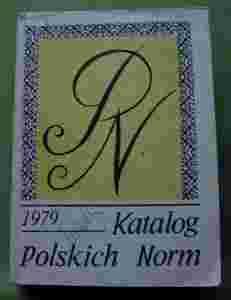 PN
1979 Katalog
Polskich Norm